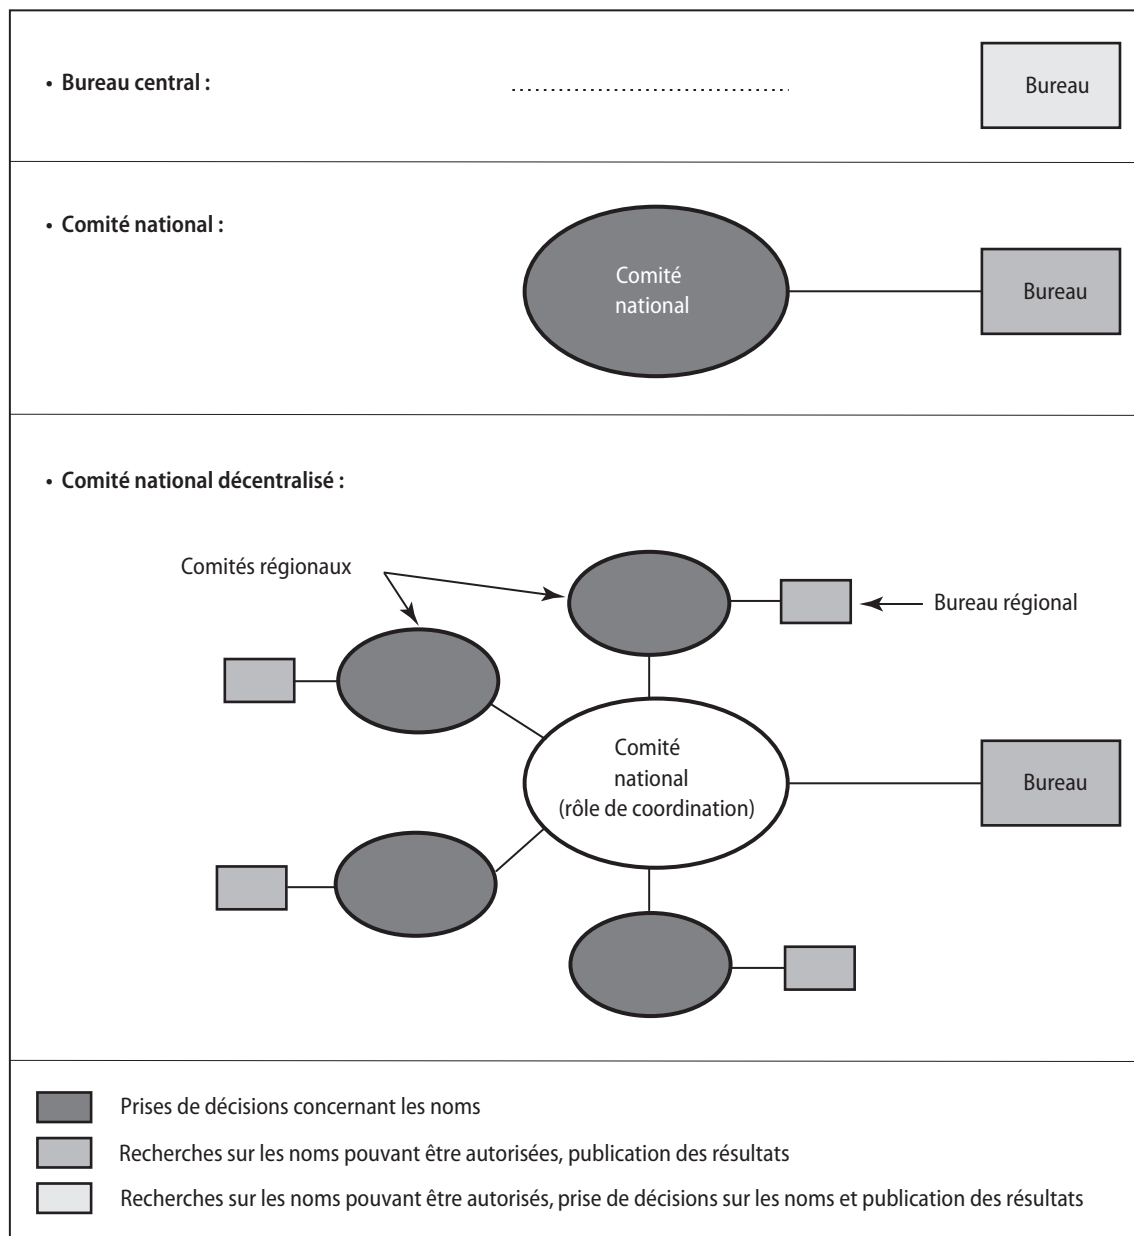 • Bureau central :
Bureau
• Comité national :
Comité
national
Bureau
• Comité national décentralisé :
Comités régionaux
Bureau régional
Comité
national
(rôle de coordination)
Bureau
Prises de décisions concernant les noms
Recherches sur les noms pouvant être autorisées, publication des résultats
Recherches sur les noms pouvant être autorisés, prise de décisions sur les noms et publication des résultats